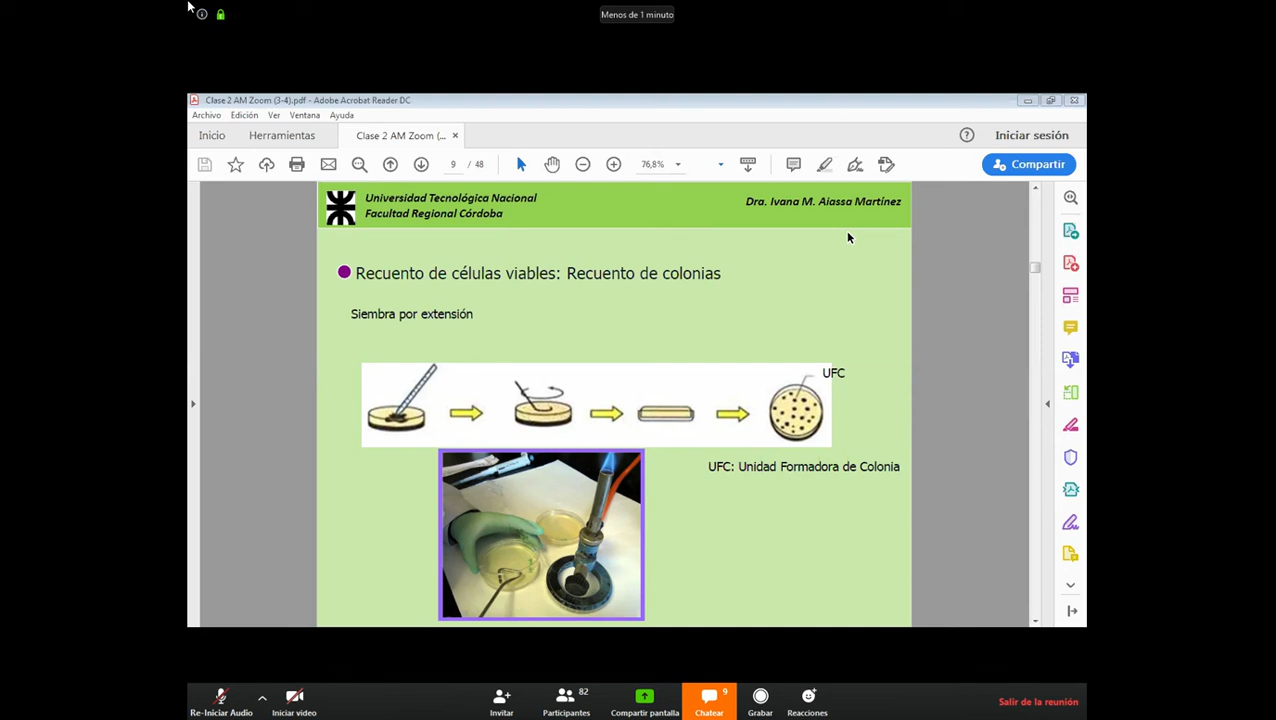 Menos de 1 minuto
Clase 2 AM Zoom (3-4).pdf - Adobe Acrobat Reader DC
Archivo Edición Ver Ventana Ayuda
Inicio Herramientas Clase 2 AM Zoom (... × Iniciar sesión
9 / 48 76,8% Compartir
Universidad Tecnológica Nacional
Facultad Regional Córdoba
Dra. Ivana M. Aiassa Martínez
Recuento de células viables: Recuento de colonias
Siembra por extensión
UFC
UFC: Unidad Formadora de Colonia
82 9
Re-Iniciar Audio Iniciar video Invitar Participantes Compartir pantalla Chatear Grabar Reacciones Salir de la reunión